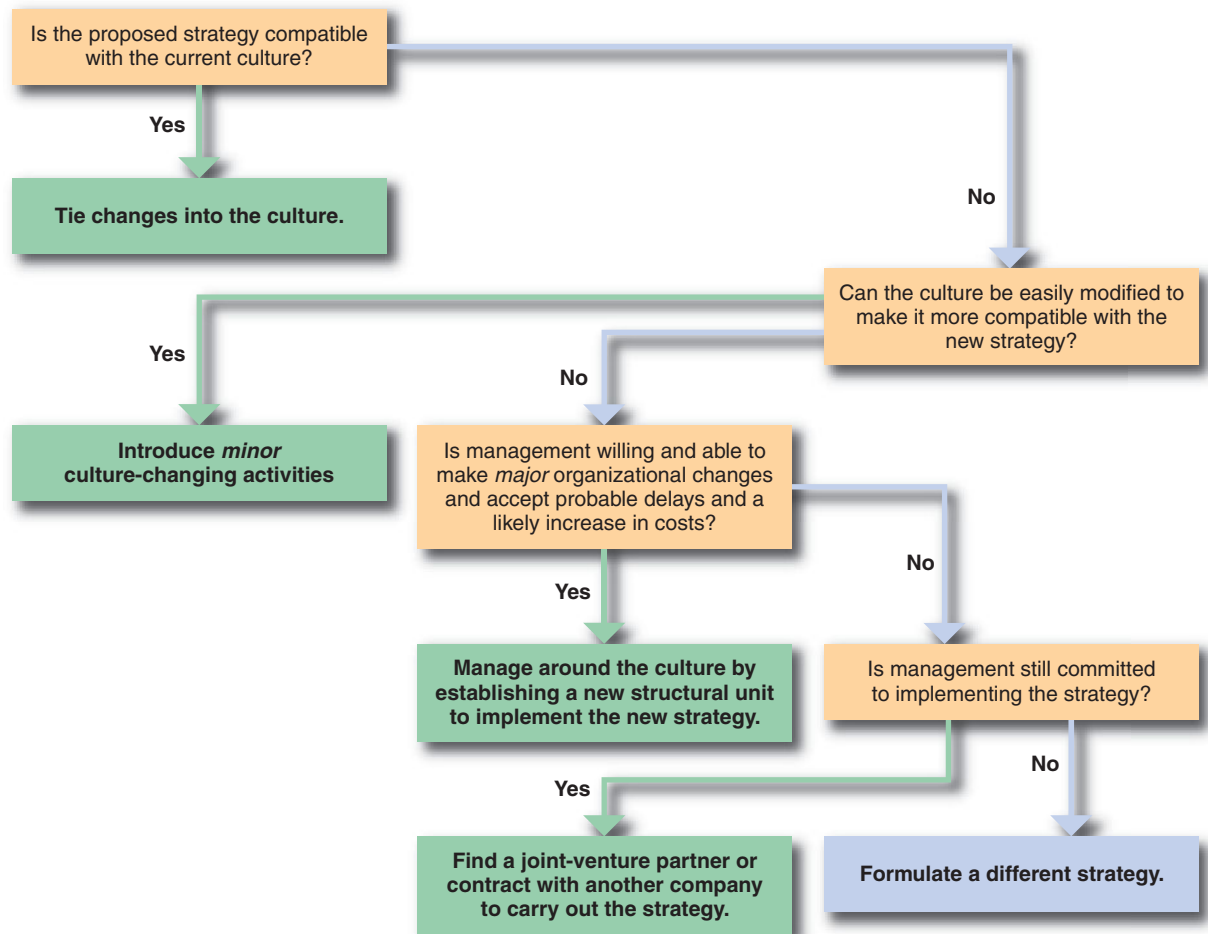 Is the proposed strategy compatible
with the current culture?
Yes
No
Tie changes into the culture.
Can the culture be easily modified to
make it more compatible with the
new strategy?
Yes
No
Introduce minor
culture-changing activities
Is management willing and able to
make major organizational changes
and accept probable delays and a
likely increase in costs?
Yes
No
Manage around the culture by
establishing a new structural unit
to implement the new strategy.
Is management still committed
to implementing the strategy?
Yes
No
Find a joint-venture partner or
contract with another company
to carry out the strategy.
Formulate a different strategy.